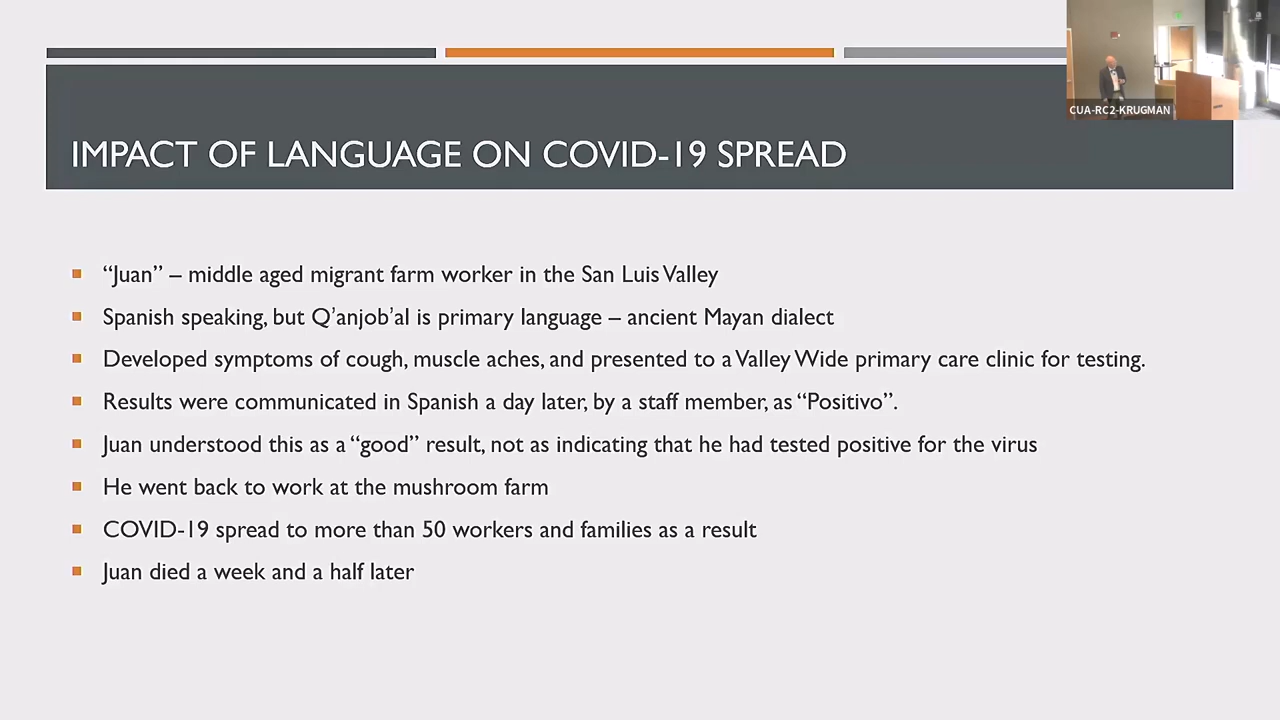 CUA-RC2-KRUGMAN
IMPACT OF LANGUAGE ON COVID-19 SPREAD
“Juan” – middle aged migrant farm worker in the San Luis Valley
Spanish speaking, but Q’anjob’al is primary language – ancient Mayan dialect
Developed symptoms of cough, muscle aches, and presented to a Valley Wide primary care clinic for testing.
Results were communicated in Spanish a day later, by a staff member, as “Positivo”.
Juan understood this as a “good” result, not as indicating that he had tested positive for the virus
He went back to work at the mushroom farm
COVID-19 spread to more than 50 workers and families as a result
Juan died a week and a half later